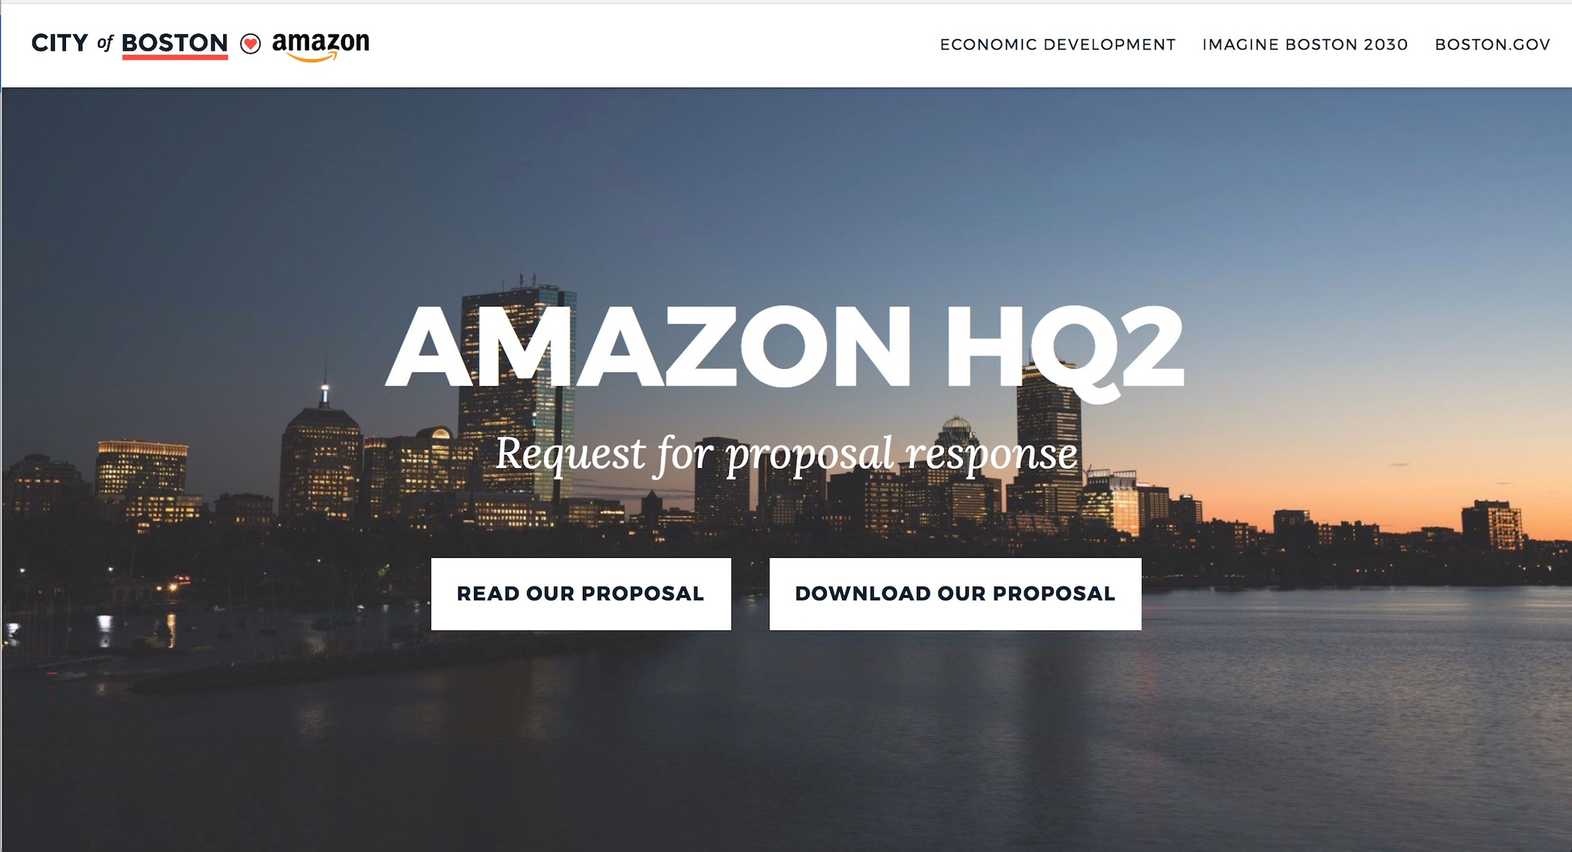 CITY of BOSTON amazon
ECONOMIC DEVELOPMENT IMAGINE BOSTON 2030 BOSTON.GOV
AMAZON HQ2
Request for proposal response
READ OUR PROPOSAL
DOWNLOAD OUR PROPOSAL